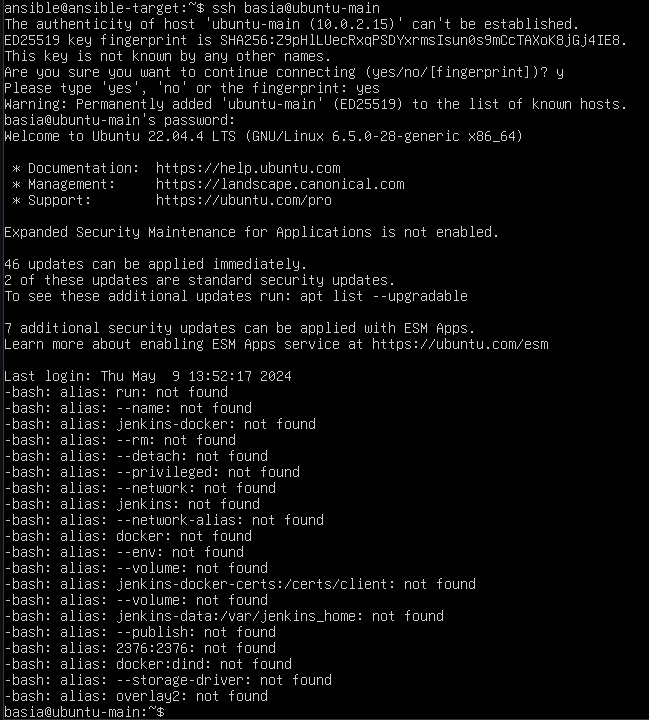 ansible@ansible-target:~$ ssh basia@ubuntu-main
The authenticity of host 'ubuntu-main (10.0.2.15)' can't be established.
ED25519 key fingerprint is SHA256:Z9pHlLUecRxqPSDYxrmsIsun0s9mCcTAXoK8jGj4IE8.
This key is not known by any other names.
Are you sure you want to continue connecting (yes/no/[fingerprint])? y
Please type 'yes', 'no' or the fingerprint: yes
Warning: Permanently added 'ubuntu-main' (ED25519) to the list of known hosts.
basia@ubuntu-main's password:
Welcome to Ubuntu 22.04.4 LTS (GNU/Linux 6.5.0-28-generic x86_64)
* Documentation:  https://help.ubuntu.com
* Management:     https://landscape.canonical.com
* Support:        https://ubuntu.com/pro
Expanded Security Maintenance for Applications is not enabled.
46 updates can be applied immediately.
2 of these updates are standard security updates.
To see these additional updates run: apt list --upgradable
7 additional security updates can be applied with ESM Apps.
Learn more about enabling ESM Apps service at https://ubuntu.com/esm
Last login: Thu May  9 13:52:17 2024
-bash: alias: run: not found
-bash: alias: --name: not found
-bash: alias: jenkins-docker: not found
-bash: alias: --rm: not found
-bash: alias: --detach: not found
-bash: alias: --privileged: not found
-bash: alias: --network: not found
-bash: alias: jenkins: not found
-bash: alias: --network-alias: not found
-bash: alias: docker: not found
-bash: alias: --env: not found
-bash: alias: --volume: not found
-bash: alias: jenkins-docker-certs:/certs/client: not found
-bash: alias: --volume: not found
-bash: alias: jenkins-data:/var/jenkins_home: not found
-bash: alias: --publish: not found
-bash: alias: 2376:2376: not found
-bash: alias: docker:dind: not found
-bash: alias: --storage-driver: not found
-bash: alias: overlay2: not found
basia@ubuntu-main:~$